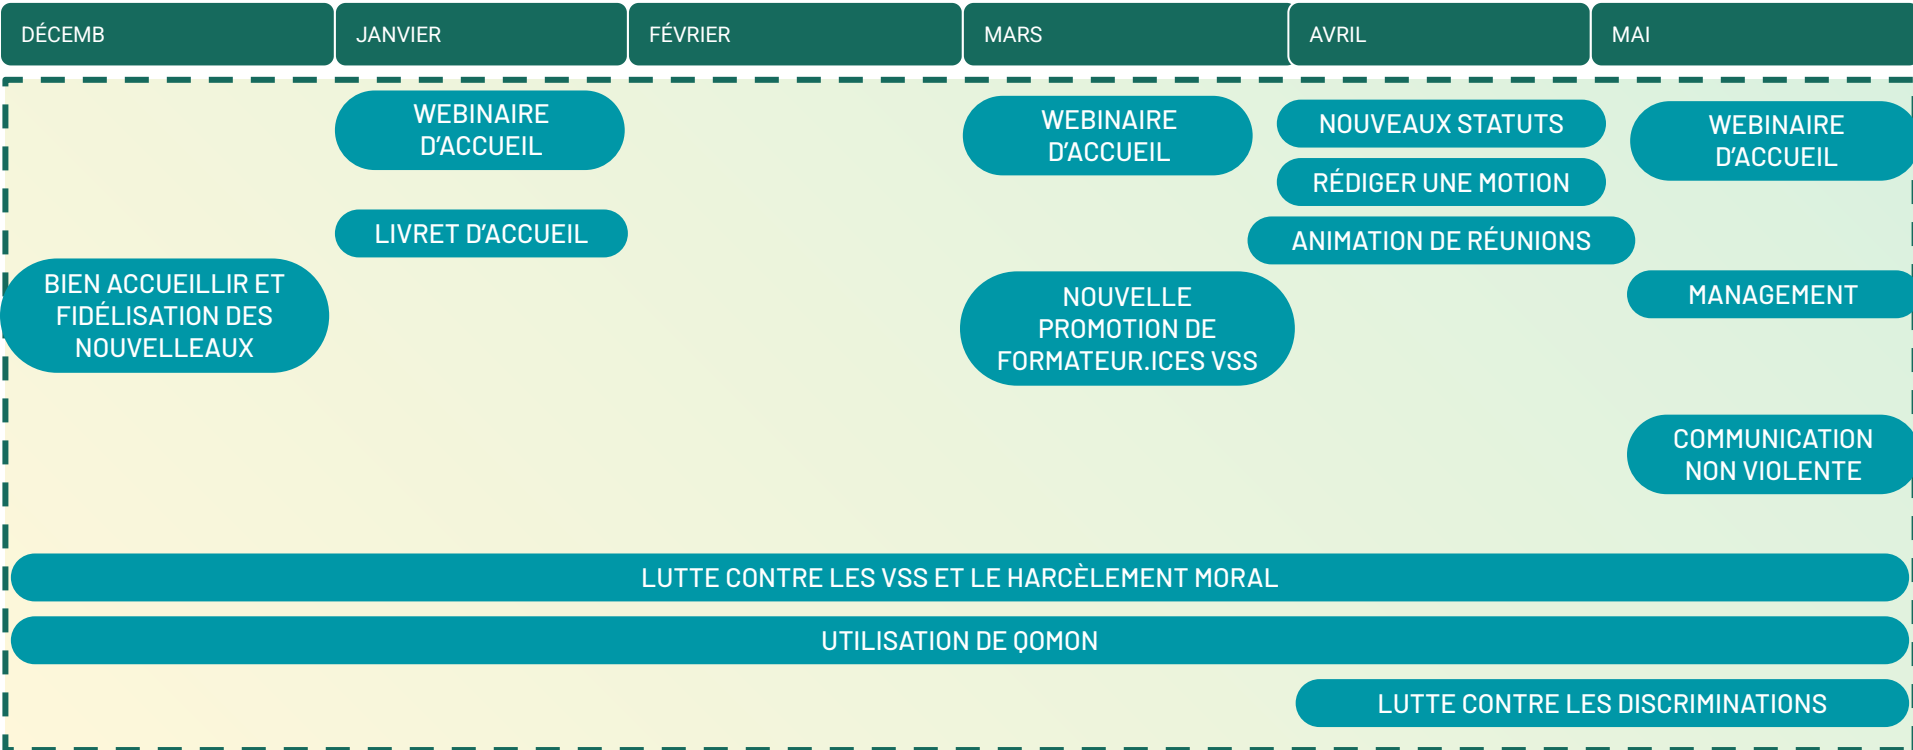 DÉCEMB
JANVIER
FÉVRIER
MARS
AVRIL
MAI
WEBINAIRE
D'ACCUEIL
WEBINAIRE
D'ACCUEIL
NOUVEAUX STATUTS
WEBINAIRE
D'ACCUEIL
RÉDIGER UNE MOTION
LIVRET D'ACCUEIL
ANIMATION DE RÉUNIONS
BIEN ACCUEILLIR ET
FIDÉLISATION DES
NOUVELLEAUX
NOUVELLE
PROMOTION DE
FORMATEUR.ICES VSS
MANAGEMENT
COMMUNICATION
NON VIOLENTE
LUTTE CONTRE LES VSS ET LE HARCÈLEMENT MORAL
UTILISATION DE QOMON
LUTTE CONTRE LES DISCRIMINATIONS